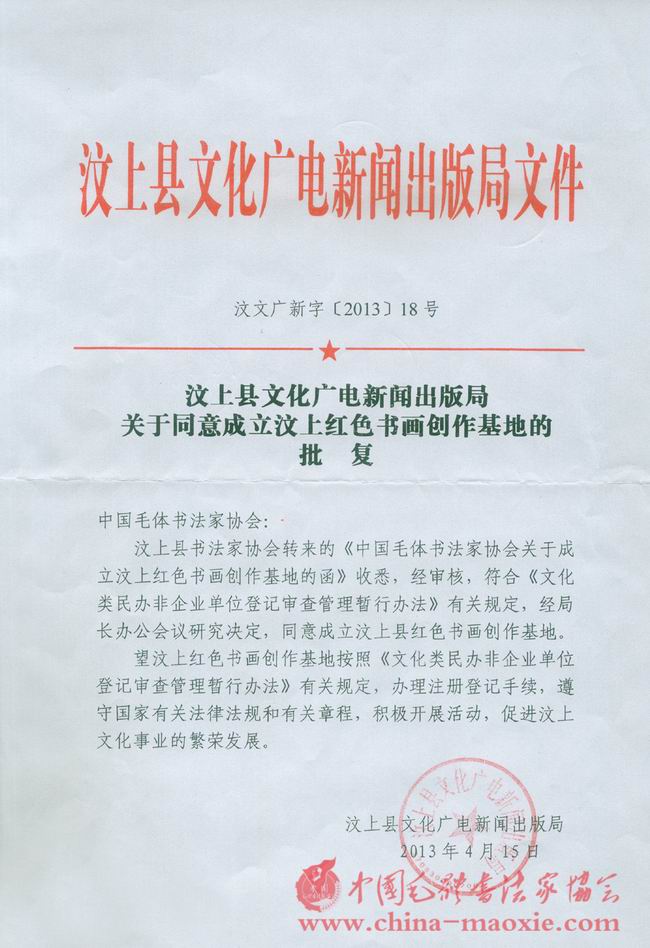 汶上县文化广电新闻出版局文件
汶文广新字〔2013〕18号
汶上县文化广电新闻出版局
关于同意成立汶上红色书画创作基地的
批 复
中国毛体书法家协会：
汶上县书法家协会转来的《中国毛体书法家协会关于成
立汶上红色书画创作基地的函》收悉，经审核，符合《文化
类民办非企业单位登记审查管理暂行办法》有关规定，经局
长办公会议研究决定，同意成立汶上县红色书画创作基地。
望汶上红色书画创作基地按照《文化类民办非企业单位
登记审查管理暂行办法》有关规定，办理注册登记手续，遵
守国家有关法律法规和有关章程，积极开展活动，促进汶上
文化事业的繁荣发展。
汶上县文化广电新闻出版局
汶上县文化广电新闻出版局
2013年4月15日
中国毛体书法家协会
www.china-maoxie.com